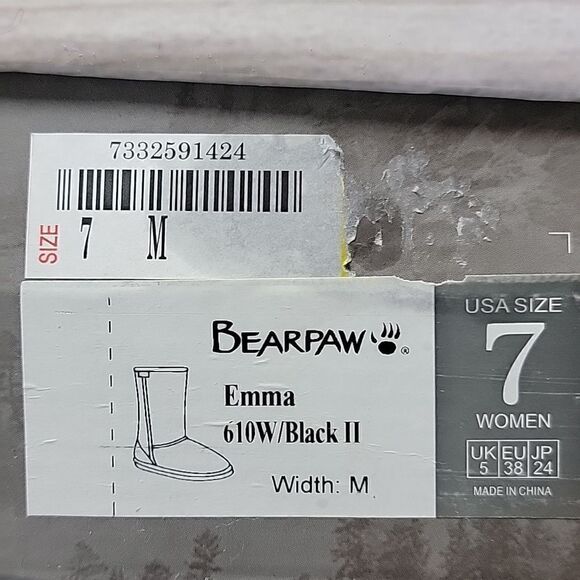 7332591424
SIZE 7 M
BEARPAW ®
Emma
610W/Black II
Width: M
USA SIZE
7
WOMEN
UK EU JP
5 38 24
MADE IN CHINA